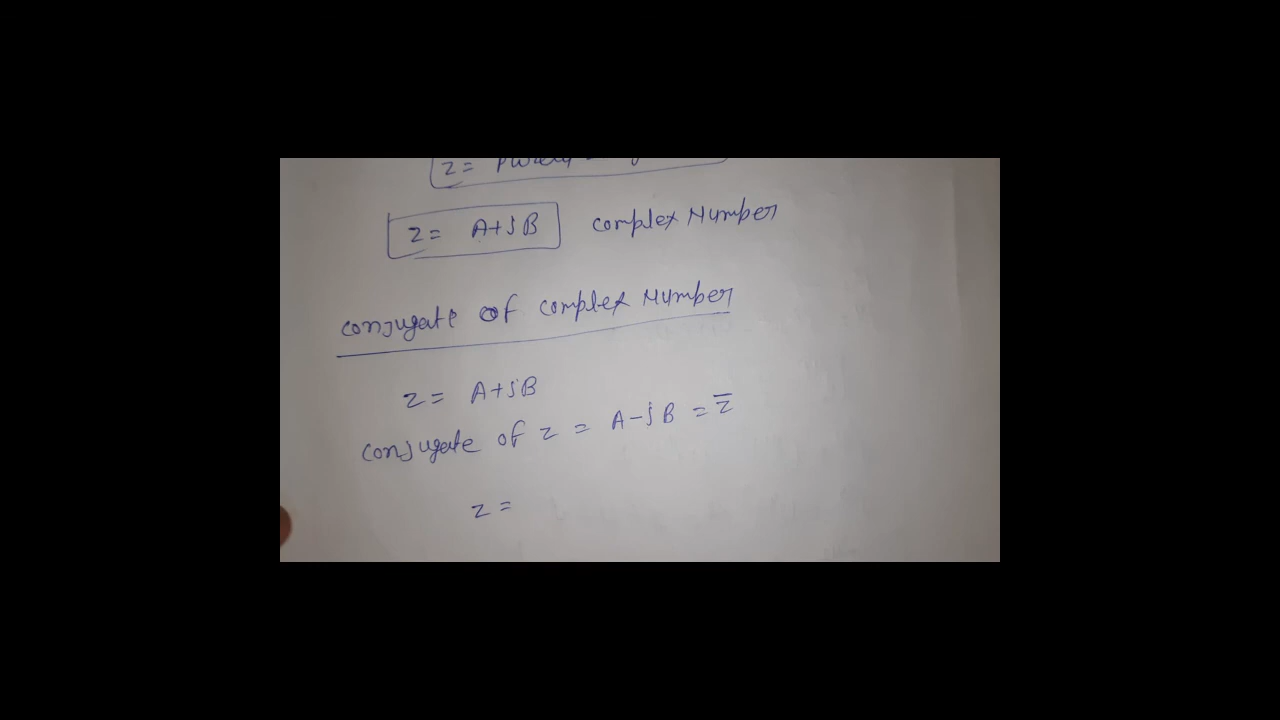 z =
z = A+jB complex Number
conjugate of complex Number
z = A+jB
conjugate of z = A-jB = z̅
z =